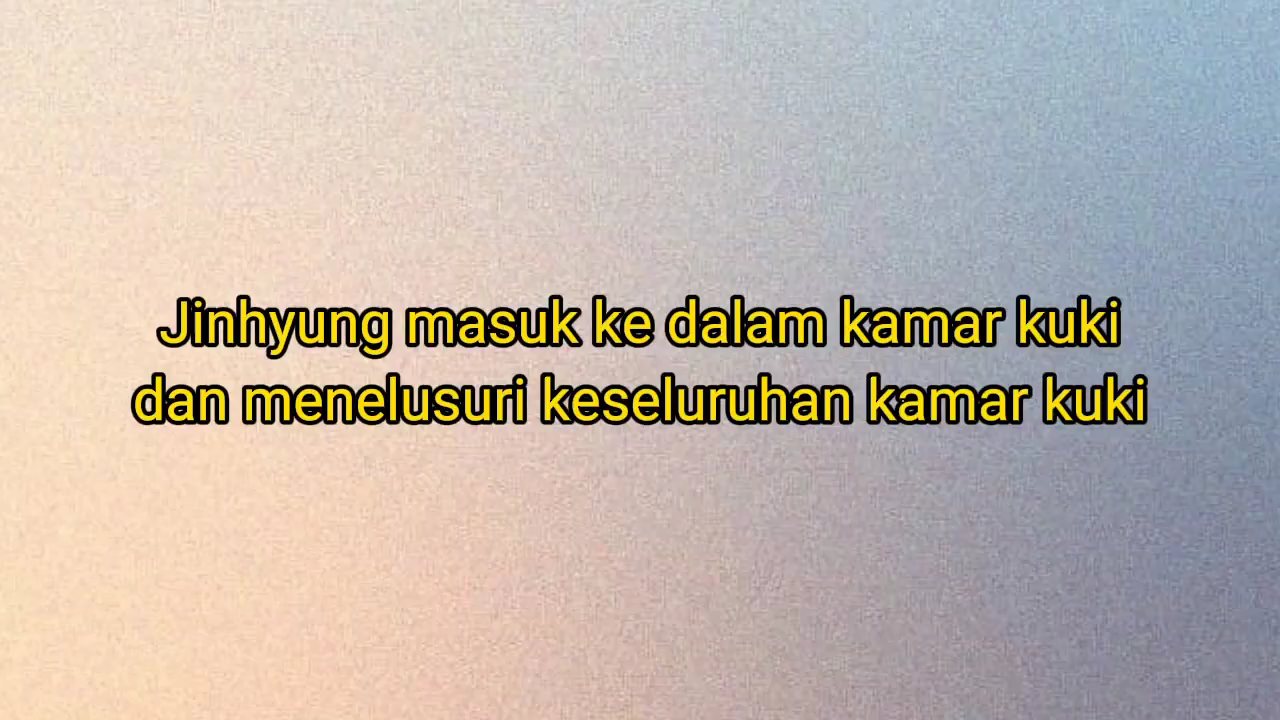 Jinhyung masuk ke dalam kamar kuki
dan menelusuri keseluruhan kamar kuki